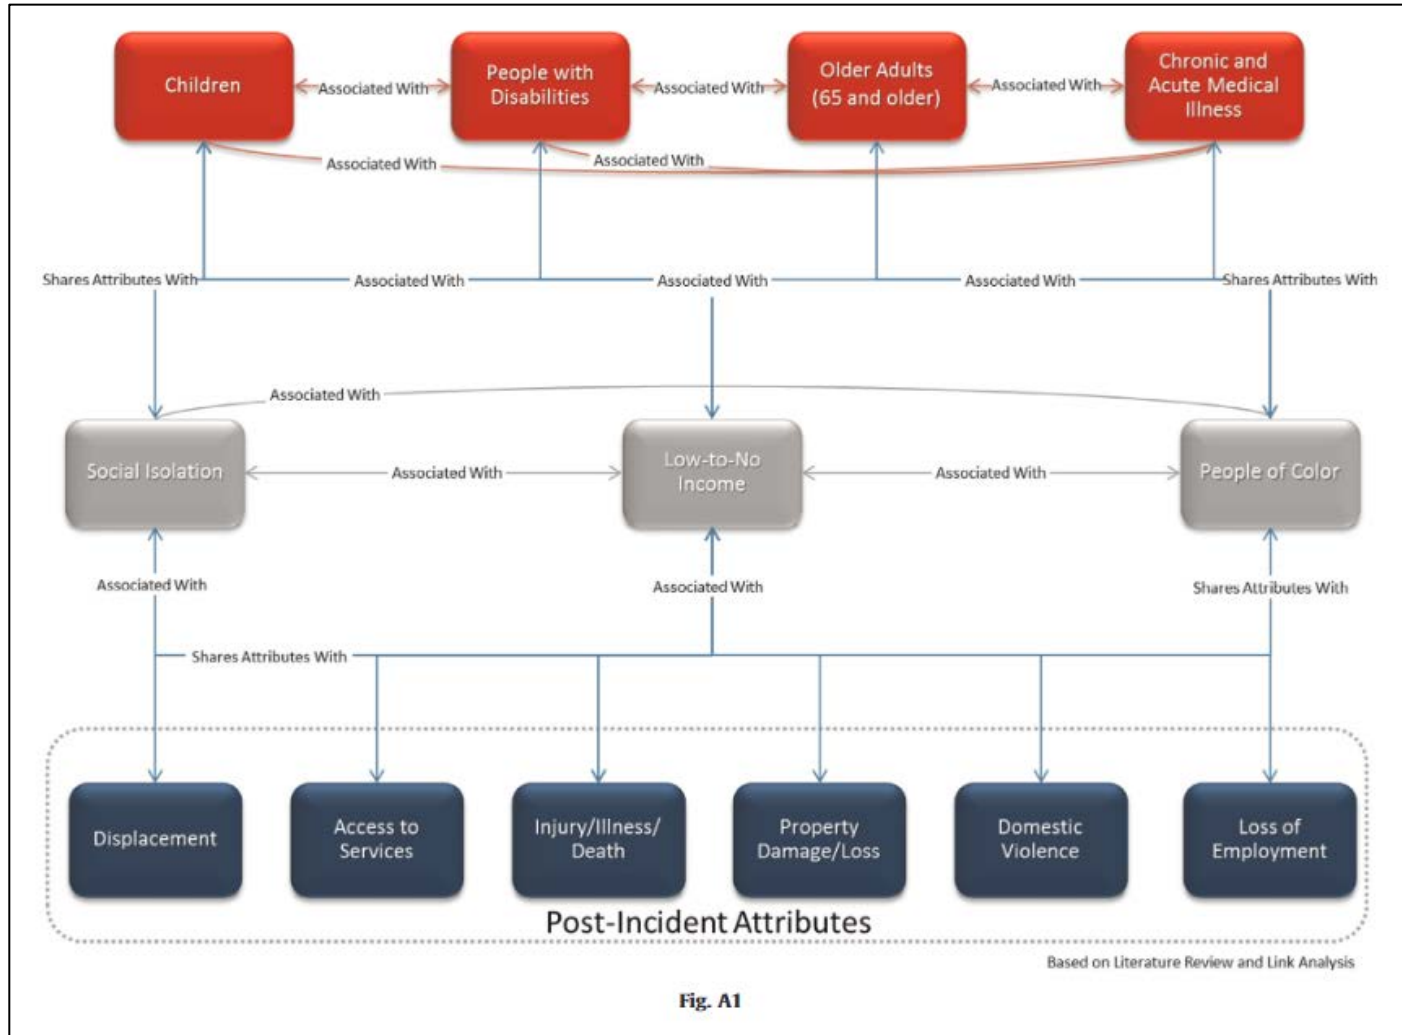 Children
Associated With
People with
Disabilities
Associated With
Older Adults
(65 and older)
Associated With
Chronic and
Acute Medical
Illness
Associated With
Associated With
Shares Attributes With
Associated With
Associated With
Associated With
Shares Attributes With
Associated With
Social Isolation
Associated With
Low-to-No
Income
Associated With
People of Color
Associated With
Associated With
Shares Attributes With
Shares Attributes With
Displacement
Access to
Services
Injury/Illness/
Death
Property
Damage/Loss
Domestic
Violence
Loss of
Employment
Post-Incident Attributes
Based on Literature Review and Link Analysis
Fig. A1